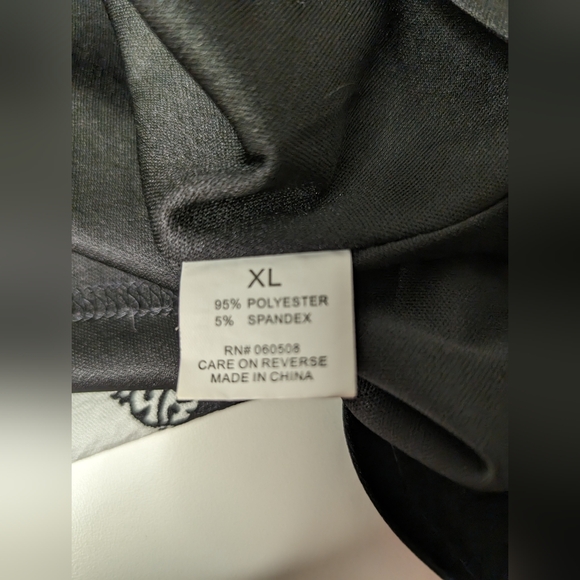 XL
95% POLYESTER
5% SPANDEX
RN# 060508
CARE ON REVERSE
MADE IN CHINA